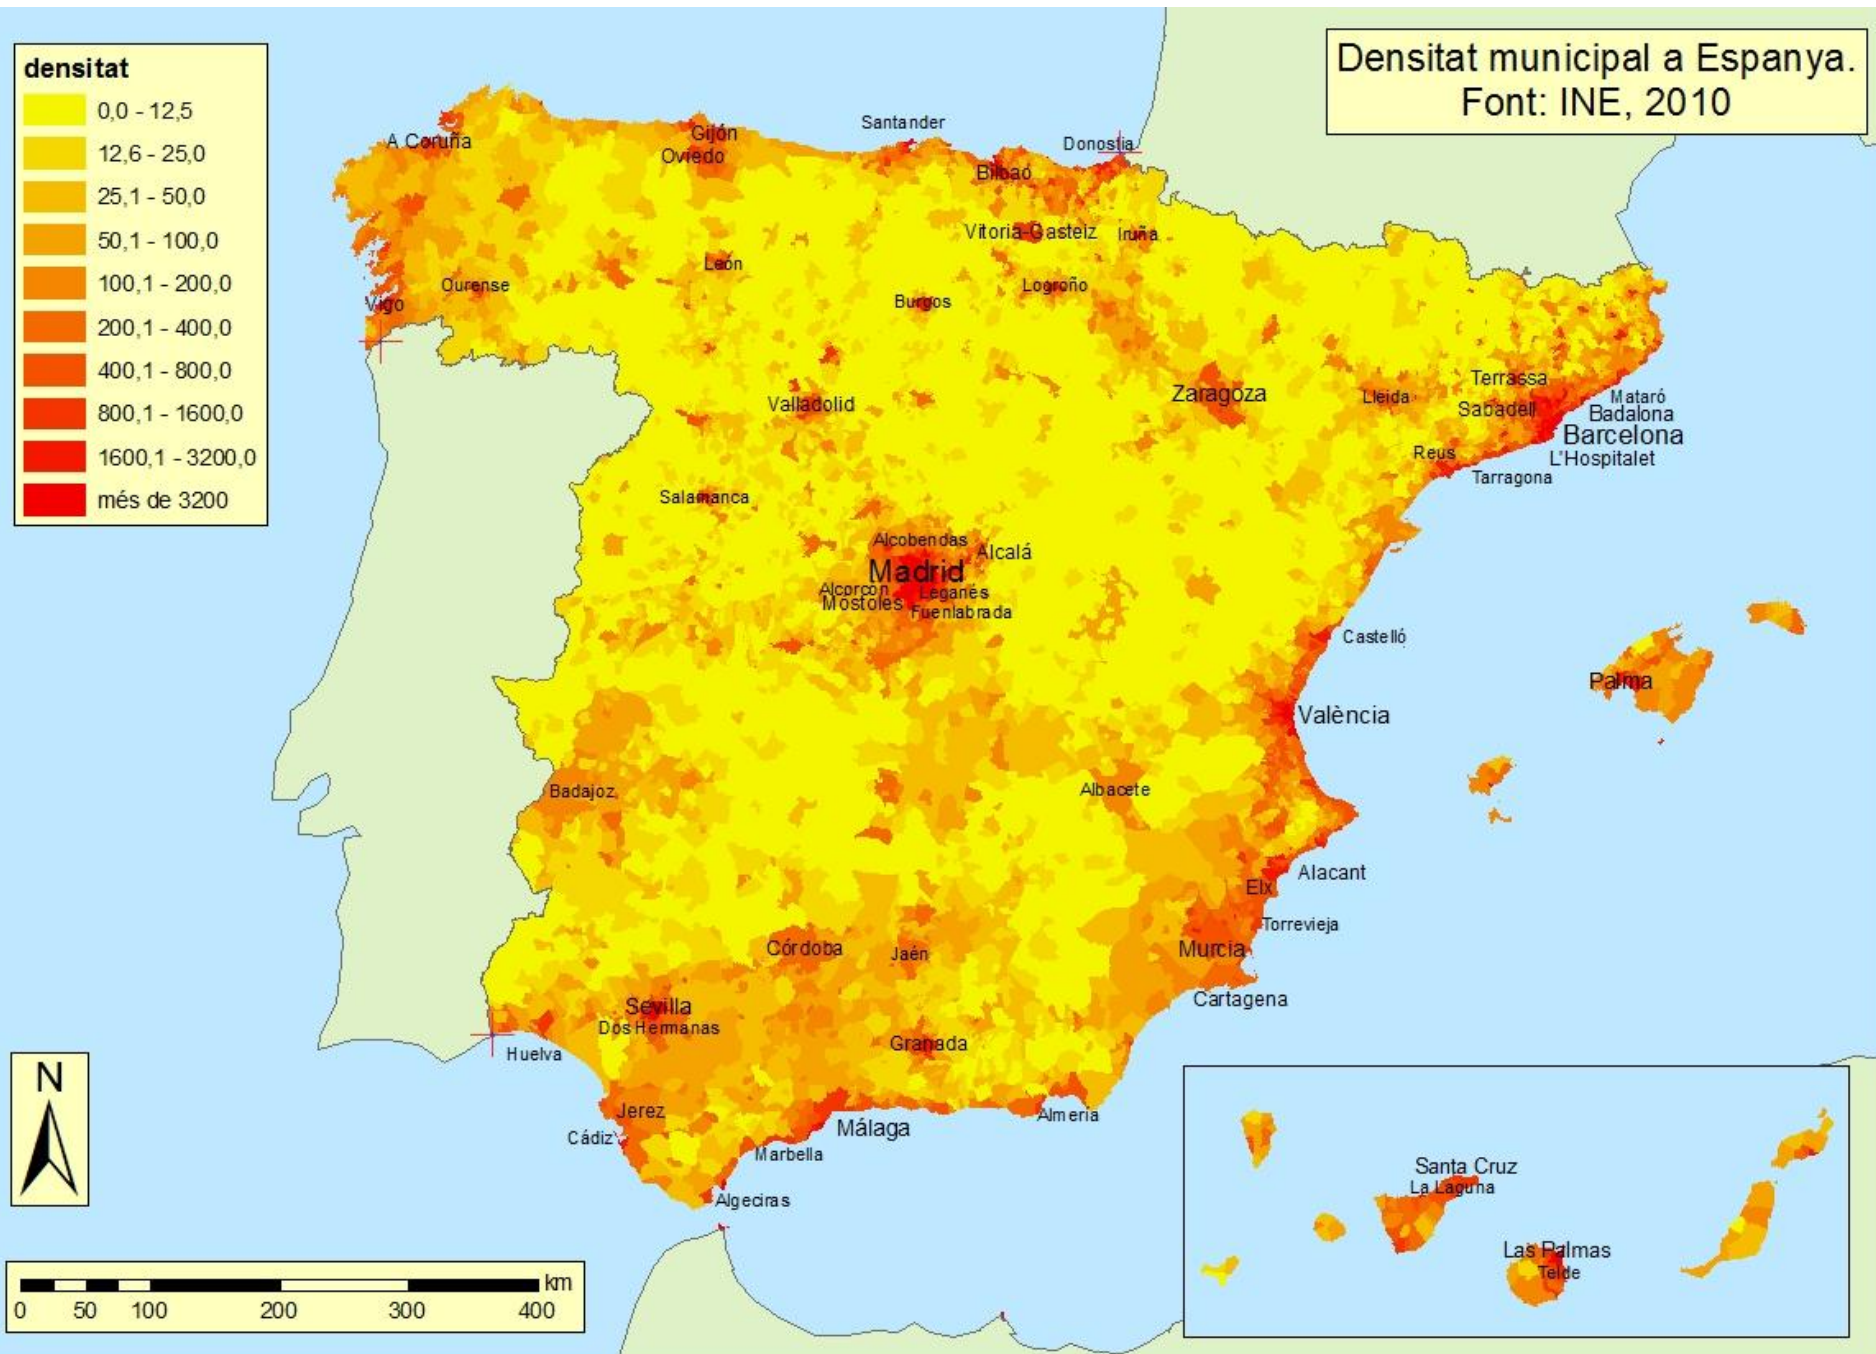 densitat
0,0 - 12,5
12,6 - 25,0
25,1 - 50,0
50,1 - 100,0
100,1 - 200,0
200,1 - 400,0
400,1 - 800,0
800,1 - 1600,0
1600,1 - 3200,0
més de 3200
Densitat municipal a Espanya.
Font: INE, 2010
A Coruña
Gijón
Oviedo
Santander
Donostia
Bilbao
Vitoria-Gasteiz
Iruña
León
Ourense
Vigo
Burgos
Logroño
Valladolid
Zaragoza
Lleida
Terrassa
Sabadell
Mataró
Badalona
Barcelona
L'Hospitalet
Reus
Tarragona
Salamanca
Alcobendas
Alcalá
Madrid
Alcorcón
Leganés
Móstoles
Fuenlabrada
Castelló
Palma
València
Badajoz
Albacete
Alacant
Elx
Torrevieja
Murcia
Cartagena
Córdoba
Jaén
Sevilla
Dos Hermanas
Huelva
Granada
Jerez
Cádiz
Málaga
Almería
Marbella
Algeciras
Santa Cruz
La Laguna
Las Palmas
Telde
N
km
0 50 100 200 300 400